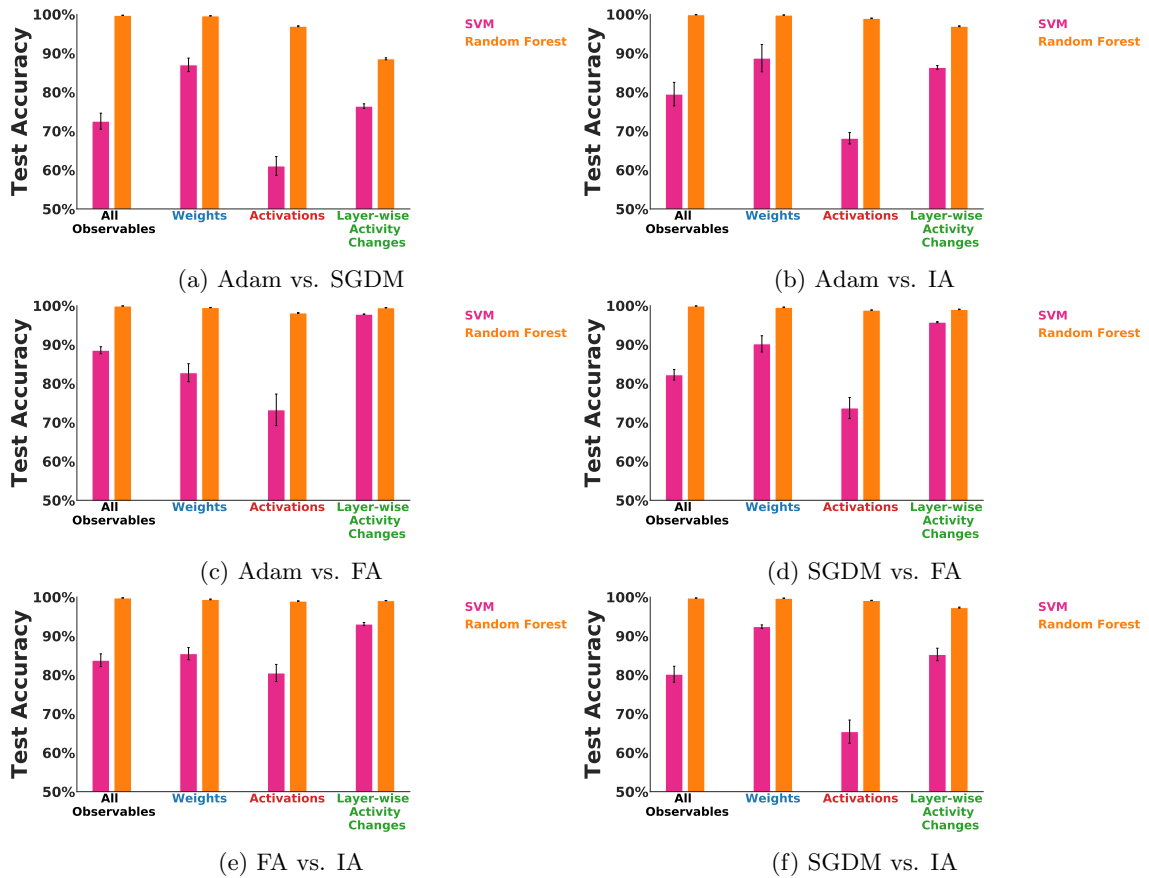 100%
90%
80%
70%
60%
50%
Test Accuracy
All
Observables
Weights
Activations
Layer-wise
Activity
Changes
SVM
Random Forest
(a) Adam vs. SGDM
100%
90%
80%
70%
60%
50%
Test Accuracy
All
Observables
Weights
Activations
Layer-wise
Activity
Changes
SVM
Random Forest
(b) Adam vs. IA
100%
90%
80%
70%
60%
50%
Test Accuracy
All
Observables
Weights
Activations
Layer-wise
Activity
Changes
SVM
Random Forest
(c) Adam vs. FA
100%
90%
80%
70%
60%
50%
Test Accuracy
All
Observables
Weights
Activations
Layer-wise
Activity
Changes
SVM
Random Forest
(d) SGDM vs. FA
100%
90%
80%
70%
60%
50%
Test Accuracy
All
Observables
Weights
Activations
Layer-wise
Activity
Changes
SVM
Random Forest
(e) FA vs. IA
100%
90%
80%
70%
60%
50%
Test Accuracy
All
Observables
Weights
Activations
Layer-wise
Activity
Changes
SVM
Random Forest
(f) SGDM vs. IA